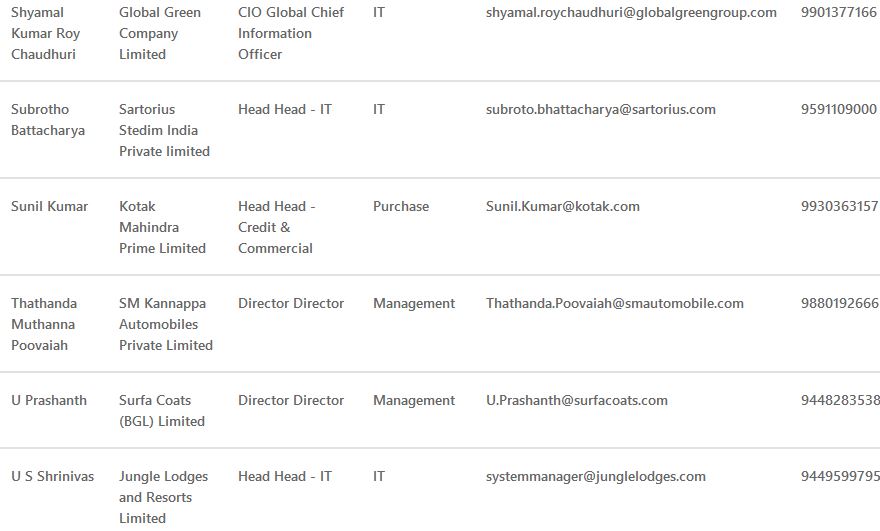 Shyamal Global Green CIO Global Chief IT shyamal.roychaudhuri@globalgreengroup.com 9901377166
Kumar Roy Company Information
Chaudhuri Limited Officer
Subrotho Sartorius Head Head - IT IT subroto.bhattacharya@sartorius.com 9591109000
Battacharya Stedim India
Private limited
Sunil Kumar Kotak Head Head - Purchase Sunil.Kumar@kotak.com 9930363157
Mahindra Credit &
Prime Limited Commercial
Thathanda SM Kannappa Director Director Management Thathanda.Poovaiah@smautomobile.com 9880192666
Muthanna Automobiles
Poovaiah Private Limited
U Prashanth Surfa Coats Director Director Management U.Prashanth@surfacoats.com 9448283538
(BGL) Limited
U S Shrinivas Jungle Lodges Head Head - IT IT systemmanager@junglelodges.com 9449599795
and Resorts
Limited